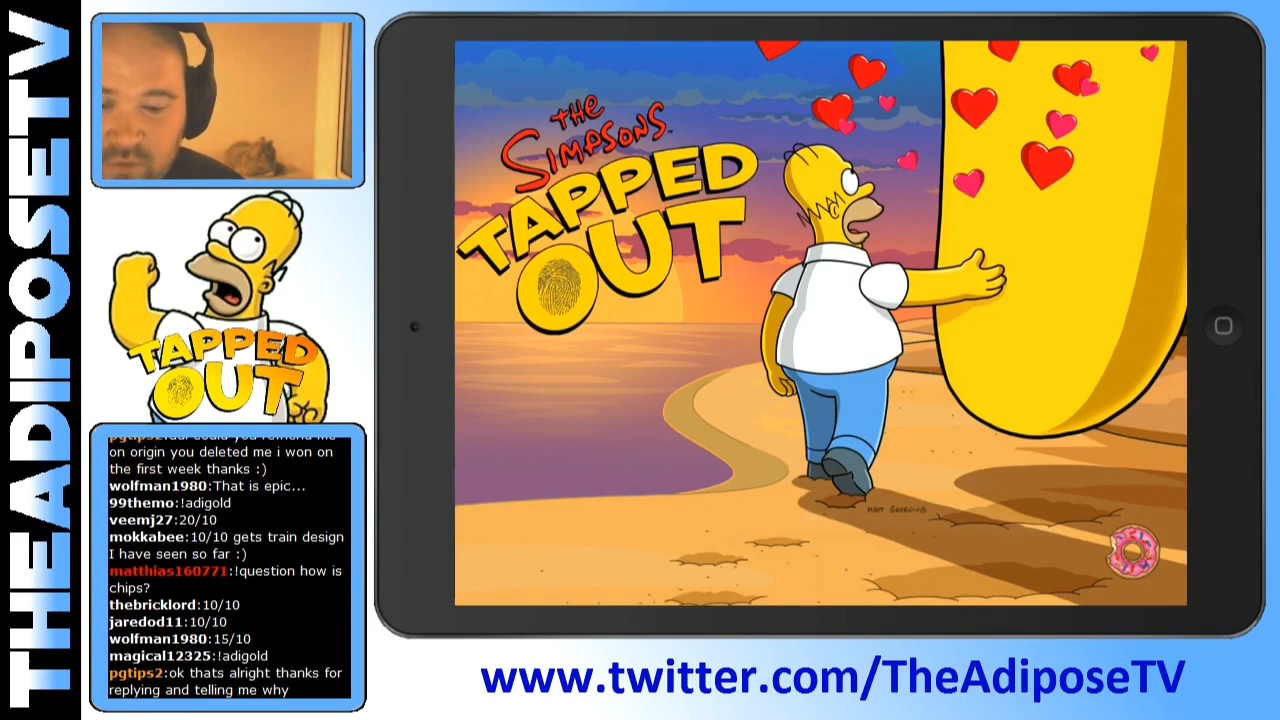 THEADIPOSETV
TAPPED
OUT
on origin you deleted me i won on
the first week thanks :)
wolfman1980:That is epic...
99themo:!adigold
veemj27:20/10
mokkabee:10/10 gets train design
I have seen so far :)
matthias160771:!question how is
chips?
thebricklord:10/10
jaredod11:10/10
wolfman1980:15/10
magical12325:!adigold
pgtips2:ok thats alright thanks for
replying and telling me why
THE
SIMPSONS
TAPPED
OUT
MATT GROENING
www.twitter.com/TheAdiposeTV